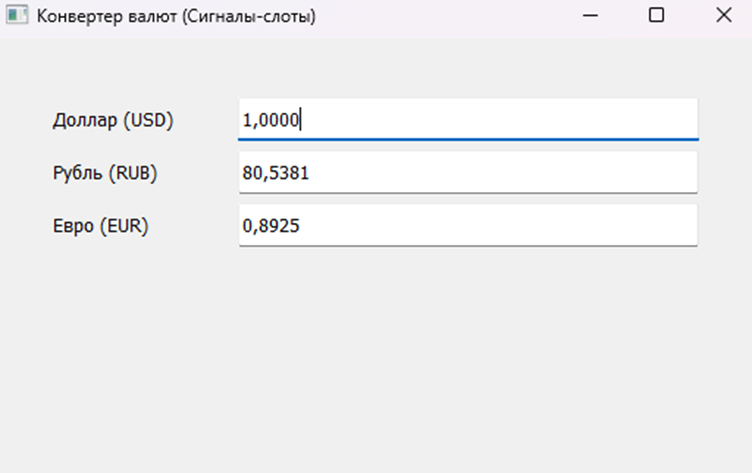 Конвертер валют (Сигналы-слоты)
Доллар (USD) 1,0000
Рубль (RUB) 80,5381
Евро (EUR) 0,8925